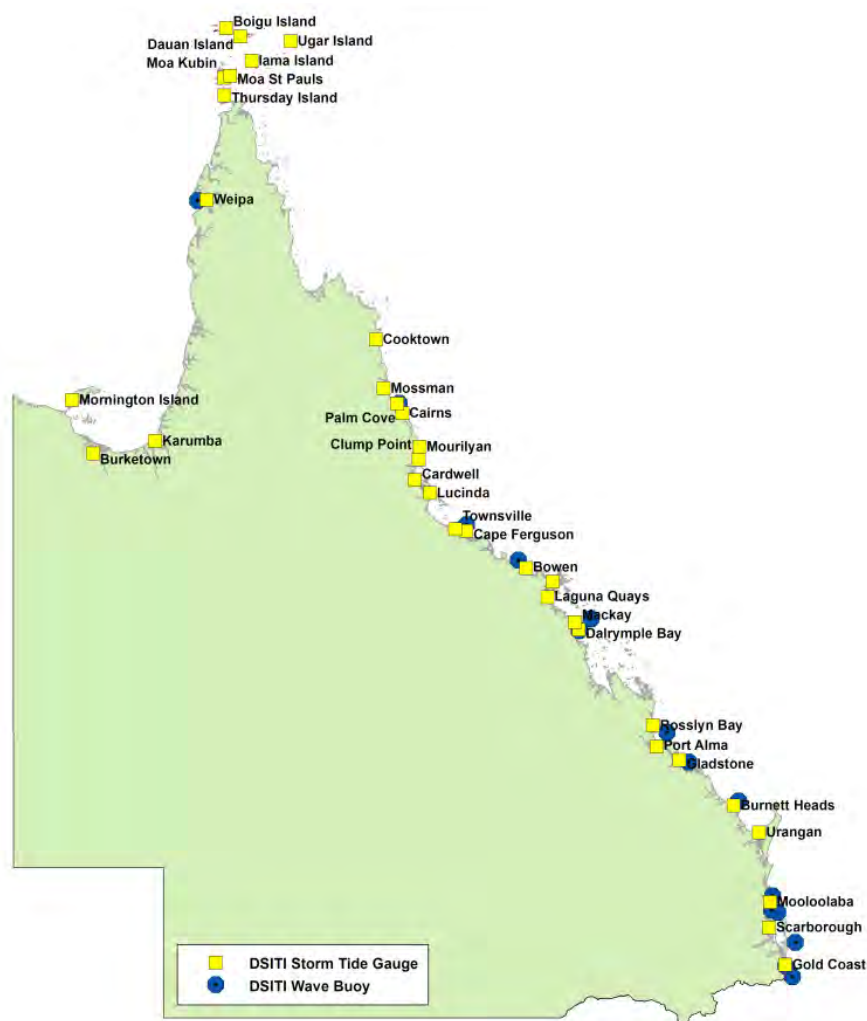 Boigu Island
Dauan Island
Ugar Island
Iama Island
Moa Kubin
Moa St Pauls
Thursday Island
Weipa
Cooktown
Mossman
Mornington Island
Palm Cove
Cairns
Karumba
Clump Point
Mourilyan
Burketown
Cardwell
Lucinda
Townsville
Cape Ferguson
Bowen
Laguna Quays
Mackay
Dalrymple Bay
Rosslyn Bay
Port Alma
Gladstone
Burnett Heads
Urangan
Mooloolaba
Scarborough
Gold Coast
DSITI Storm Tide Gauge
DSITI Wave Buoy